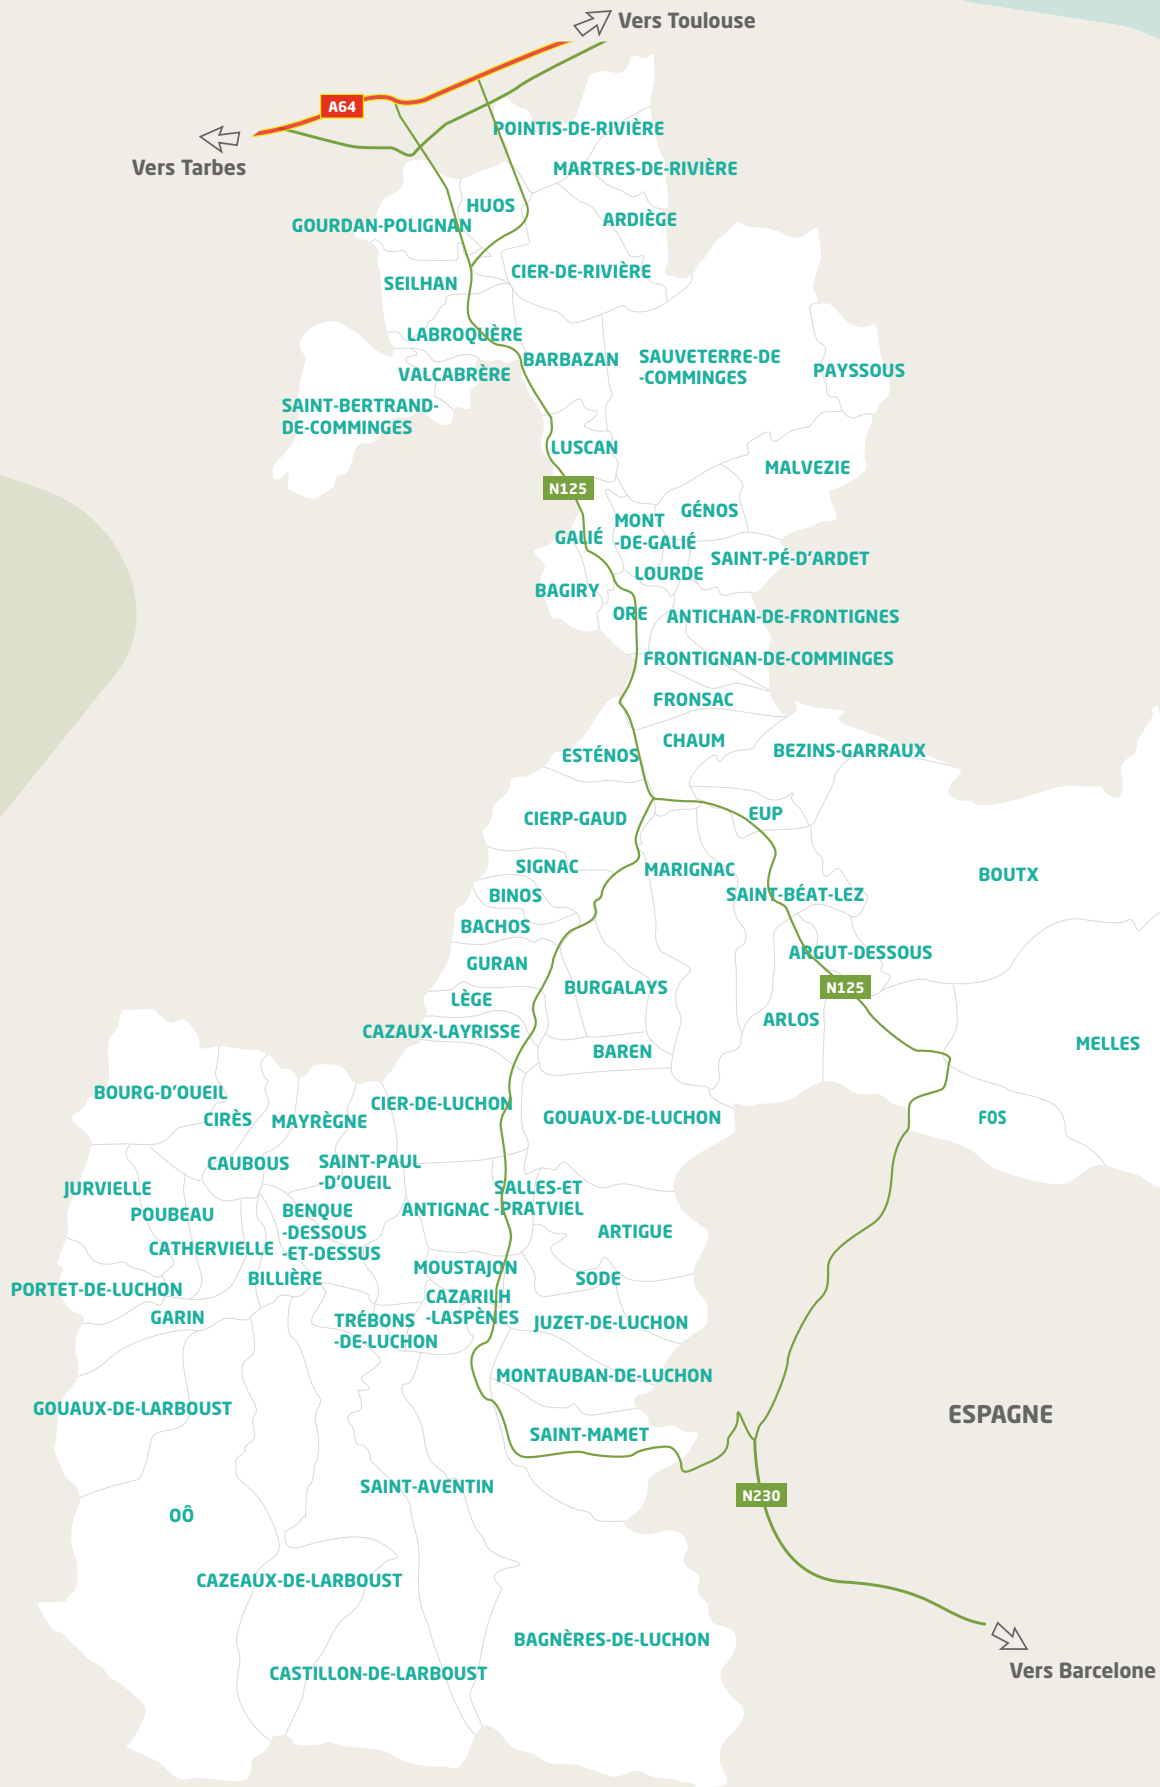 Vers Toulouse
A64
Vers Tarbes
POINTIS-DE-RIVIÈRE
MARTRES-DE-RIVIÈRE
HUOS
ARDIÈGE
GOURDAN-POLIGNAN
CIER-DE-RIVIÈRE
SEILHAN
LABROQUÈRE
BARBAZAN
SAUVETERRE-DE
-COMMINGES
PAYSSOUS
VALCABRÈRE
SAINT-BERTRAND-
DE-COMMINGES
LUSCAN
MALVEZIE
N125
GÉNOS
MONT
-DE-GALIÉ
GALIÉ
SAINT-PÉ-D'ARDET
LOURDE
BAGIRY
ORE
ANTICHAN-DE-FRONTIGNES
FRONTIGNAN-DE-COMMINGES
FRONSAC
CHAUM
BEZINS-GARRAUX
ESTÉNOS
EUP
CIERP-GAUD
SIGNAC
MARIGNAC
BOUTX
BINOS
SAINT-BÉAT-LEZ
BACHOS
ARGUT-DESSOUS
GURAN
BURGALAYS
N125
LÈGE
ARLOS
CAZAUX-LAYRISSE
BAREN
MELLES
BOURG-D'OUEIL
CIER-DE-LUCHON
CIRÈS
MAYRÈGNE
GOUAUX-DE-LUCHON
FOS
CAUBOUS
SAINT-PAUL
-D'OUEIL
JURVIELLE
SALLES-ET
-PRATVIEL
POUBEAU
BENQUE
-DESSOUS
-ET-DESSUS
ANTIGNAC
ARTIGUE
CATHERVIELLE
MOUSTAJON
BILLIÈRE
SODE
PORTET-DE-LUCHON
CAZARILH
-LASPÈNES
GARIN
TRÉBONS
-DE-LUCHON
JUZET-DE-LUCHON
MONTAUBAN-DE-LUCHON
GOUAUX-DE-LARBOUST
ESPAGNE
SAINT-MAMET
SAINT-AVENTIN
N230
OÔ
CAZEAUX-DE-LARBOUST
BAGNÈRES-DE-LUCHON
CASTILLON-DE-LARBOUST
Vers Barcelone